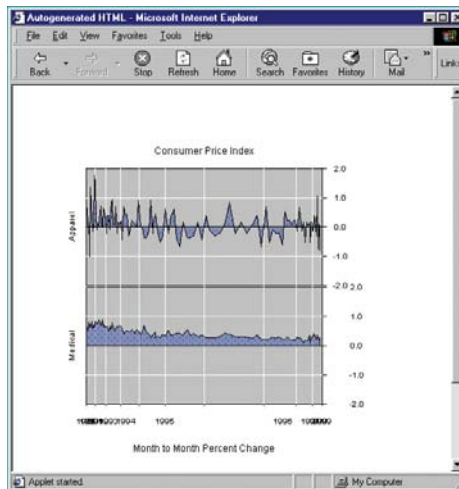 Autogenerated HTML - Microsoft Internet Explorer
File Edit View Favorites Tools Help
Back Forward Stop Refresh Home Search Favorites History Mail » Links
Consumer Price Index
2.0
1.0
Apparel 0.0
-1.0
-2.0 2.0
1.0
Medical 0.0
-1.0
-2.0
1993 1994 1995 1996
Month to Month Percent Change
Applet started. My Computer